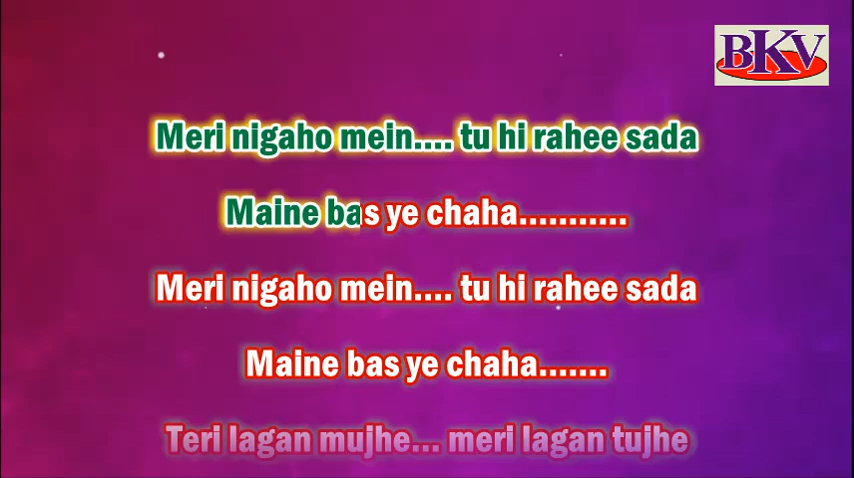 BKV
Meri nigaho mein.... tu hi rahee sada
Maine bas ye chaha...........
Meri nigaho mein.... tu hi rahee sada
Maine bas ye chaha.......
Teri lagan mujhe... meri lagan tujhe